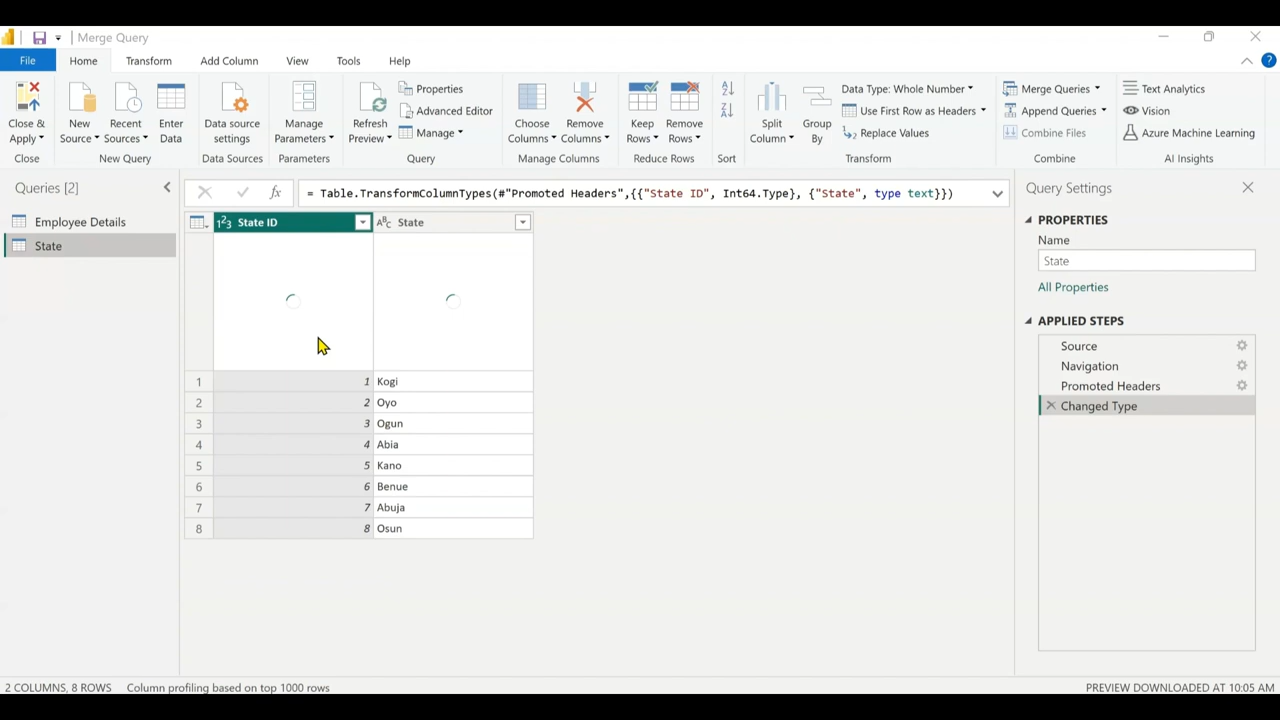 Merge Query
File Home Transform Add Column View Tools Help
Close & Apply
New Source
Recent Sources
Enter Data
Data source settings
Manage Parameters
Refresh Preview
Properties
Advanced Editor
Manage
Choose Columns
Remove Columns
Keep Rows
Remove Rows
Split Column
Group By
Data Type: Whole Number
Use First Row as Headers
Replace Values
Merge Queries
Append Queries
Combine Files
Text Analytics
Vision
Azure Machine Learning
Close New Query Data Sources Parameters Query Manage Columns Reduce Rows Sort Transform Combine AI Insights
Queries [2]
Employee Details
State
fx = Table.TransformColumnTypes(#"Promoted Headers",{{"State ID", Int64.Type}, {"State", type text}})
123 State ID ABC State
1 1 Kogi
2 2 Oyo
3 3 Ogun
4 4 Abia
5 5 Kano
6 6 Benue
7 7 Abuja
8 8 Osun
Query Settings
PROPERTIES
Name
State
All Properties
APPLIED STEPS
Source
Navigation
Promoted Headers
Changed Type
2 COLUMNS, 8 ROWS Column profiling based on top 1000 rows PREVIEW DOWNLOADED AT 10:05 AM